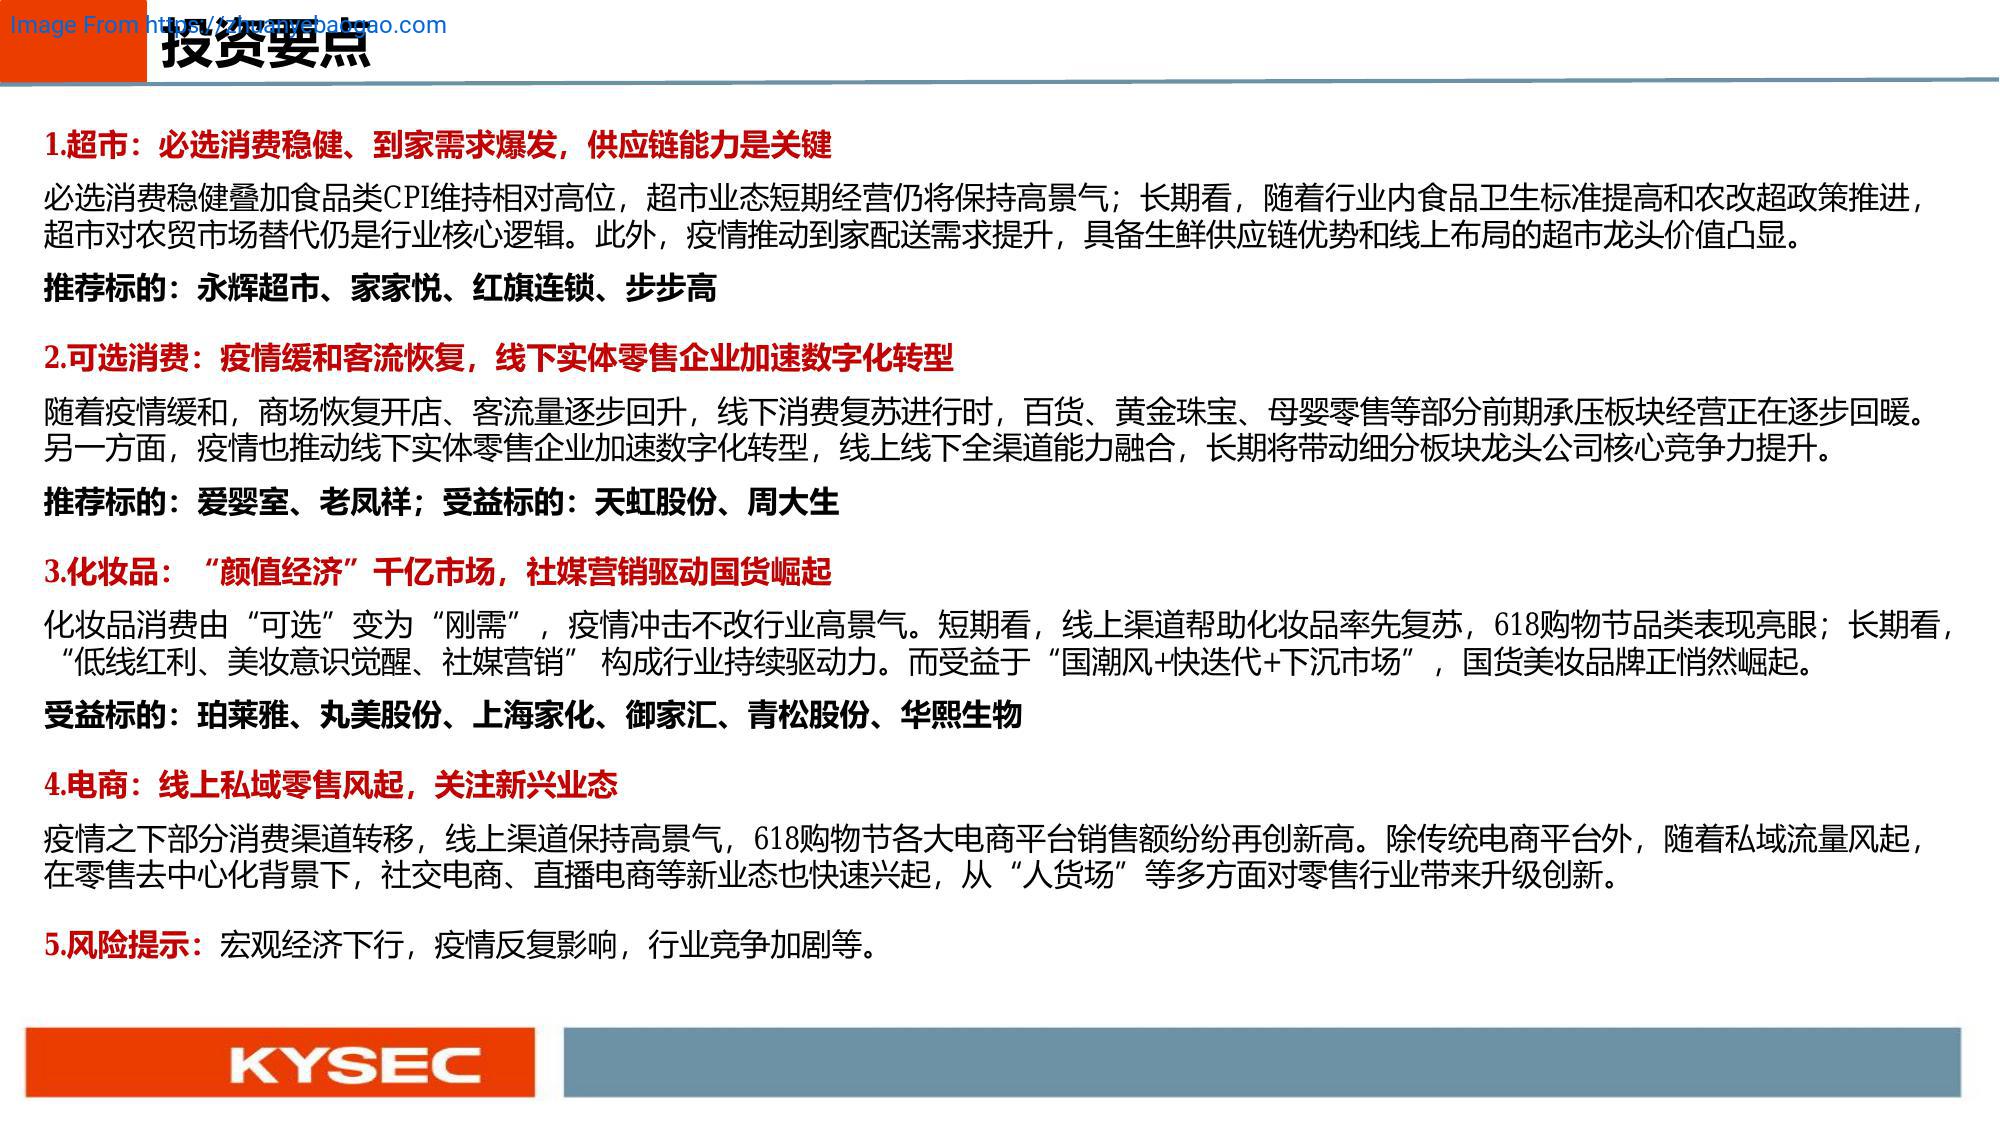 Image From https://zhuanyebaogao.com
投资要点
1.超市：必选消费稳健、到家需求爆发，供应链能力是关键
必选消费稳健叠加食品类CPI维持相对高位，超市业态短期经营仍将保持高景气；长期看，随着行业内食品卫生标准提高和农改超政策推进，
超市对农贸市场替代仍是行业核心逻辑。此外，疫情推动到家配送需求提升，具备生鲜供应链优势和线上布局的超市龙头价值凸显。
推荐标的：永辉超市、家家悦、红旗连锁、步步高
2.可选消费：疫情缓和客流恢复，线下实体零售企业加速数字化转型
随着疫情缓和，商场恢复开店、客流量逐步回升，线下消费复苏进行时，百货、黄金珠宝、母婴零售等部分前期承压板块经营正在逐步回暖。
另一方面，疫情也推动线下实体零售企业加速数字化转型，线上线下全渠道能力融合，长期将带动细分板块龙头公司核心竞争力提升。
推荐标的：爱婴室、老凤祥；受益标的：天虹股份、周大生
3.化妆品：“颜值经济”千亿市场，社媒营销驱动国货崛起
化妆品消费由“可选”变为“刚需”，疫情冲击不改行业高景气。短期看，线上渠道帮助化妆品率先复苏，618购物节品类表现亮眼；长期看，
“低线红利、美妆意识觉醒、社媒营销”构成行业持续驱动力。而受益于“国潮风+快迭代+下沉市场”，国货美妆品牌正悄然崛起。
受益标的：珀莱雅、丸美股份、上海家化、御家汇、青松股份、华熙生物
4.电商：线上私域零售风起，关注新兴业态
疫情之下部分消费渠道转移，线上渠道保持高景气，618购物节各大电商平台销售额纷纷再创新高。除传统电商平台外，随着私域流量风起，
在零售去中心化背景下，社交电商、直播电商等新业态也快速兴起，从“人货场”等多方面对零售行业带来升级创新。
5.风险提示：宏观经济下行，疫情反复影响，行业竞争加剧等。
KYSEC